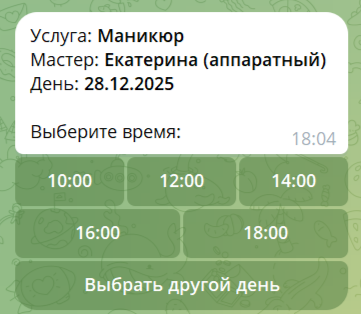 Услуга: Маникюр
Мастер: Екатерина (аппаратный)
День: 28.12.2025
Выберите время:
18:04
10:00 12:00 14:00
16:00 18:00
Выбрать другой день